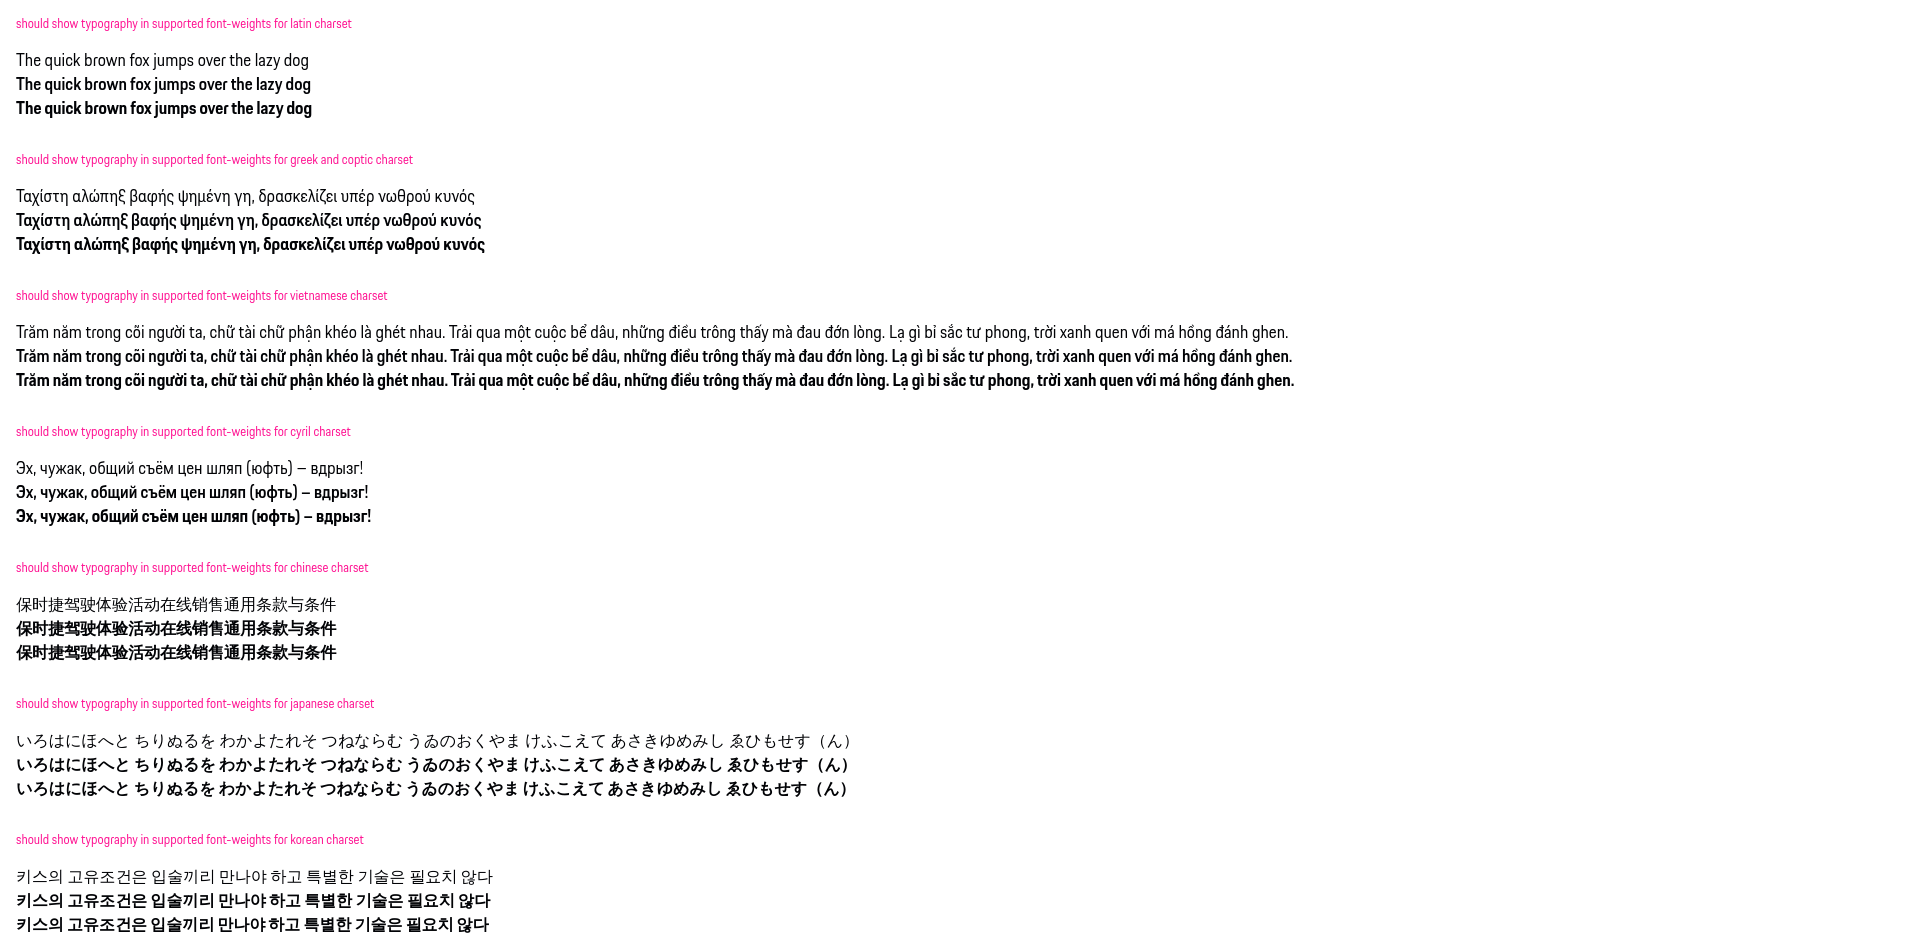 should show typography in supported font-weights for latin charset
The quick brown fox jumps over the lazy dog
The quick brown fox jumps over the lazy dog
The quick brown fox jumps over the lazy dog
should show typography in supported font-weights for greek and coptic charset
Ταχίστη αλώπηξ βαφής ψημένη γη, δρασκελίζει υπέρ νωθρού κυνός
Ταχίστη αλώπηξ βαφής ψημένη γη, δρασκελίζει υπέρ νωθρού κυνός
Ταχίστη αλώπηξ βαφής ψημένη γη, δρασκελίζει υπέρ νωθρού κυνός
should show typography in supported font-weights for vietnamese charset
Trăm năm trong cõi người ta, chữ tài chữ phận khéo là ghét nhau. Trải qua một cuộc bể dâu, những điều trông thấy mà đau đớn lòng. Lạ gì bỉ sắc tư phong, trời xanh quen với má hồng đánh ghen.
Trăm năm trong cõi người ta, chữ tài chữ phận khéo là ghét nhau. Trải qua một cuộc bể dâu, những điều trông thấy mà đau đớn lòng. Lạ gì bỉ sắc tư phong, trời xanh quen với má hồng đánh ghen.
Trăm năm trong cõi người ta, chữ tài chữ phận khéo là ghét nhau. Trải qua một cuộc bể dâu, những điều trông thấy mà đau đớn lòng. Lạ gì bỉ sắc tư phong, trời xanh quen với má hồng đánh ghen.
should show typography in supported font-weights for cyril charset
Эх, чужак, общий съём цен шляп (юфть) – вдрызг!
Эх, чужак, общий съём цен шляп (юфть) – вдрызг!
Эх, чужак, общий съём цен шляп (юфть) – вдрызг!
should show typography in supported font-weights for chinese charset
保时捷驾驶体验活动在线销售通用条款与条件
保时捷驾驶体验活动在线销售通用条款与条件
保时捷驾驶体验活动在线销售通用条款与条件
should show typography in supported font-weights for japanese charset
いろはにほへと ちりぬるを わかよたれそ つねならむ うゐのおくやま けふこえて あさきゆめみし ゑひもせす（ん）
いろはにほへと ちりぬるを わかよたれそ つねならむ うゐのおくやま けふこえて あさきゆめみし ゑひもせす（ん）
いろはにほへと ちりぬるを わかよたれそ つねならむ うゐのおくやま けふこえて あさきゆめみし ゑひもせす（ん）
should show typography in supported font-weights for korean charset
키스의 고유조건은 입술끼리 만나야 하고 특별한 기술은 필요치 않다
키스의 고유조건은 입술끼리 만나야 하고 특별한 기술은 필요치 않다
키스의 고유조건은 입술끼리 만나야 하고 특별한 기술은 필요치 않다